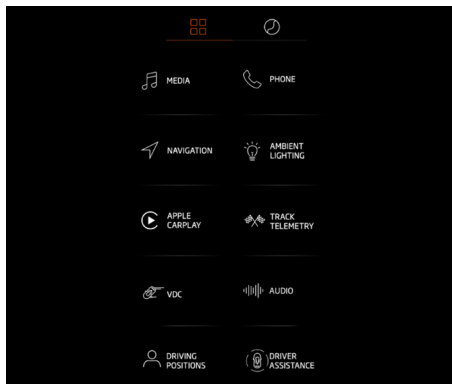 MEDIA
PHONE
NAVIGATION
AMBIENT
LIGHTING
APPLE
CARPLAY
TRACK
TELEMETRY
VDC
AUDIO
DRIVING
POSITIONS
DRIVER
ASSISTANCE